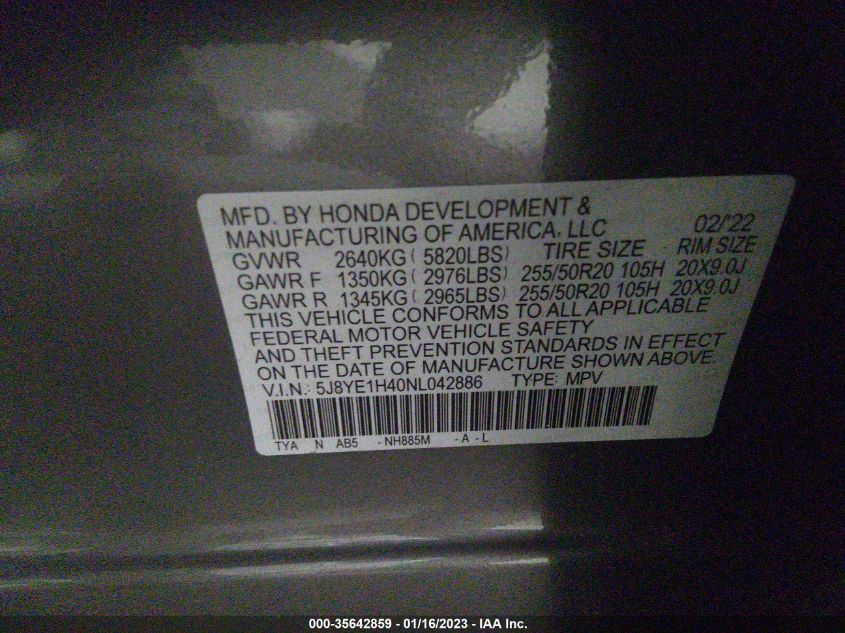 MFD. BY HONDA DEVELOPMENT &
MANUFACTURING OF AMERICA, LLC 02/'22
GVWR 2640KG ( 5820LBS) TIRE SIZE RIM SIZE
GAWR F 1350KG ( 2976LBS) 255/50R20 105H 20X9.0J
GAWR R 1345KG ( 2965LBS) 255/50R20 105H 20X9.0J
THIS VEHICLE CONFORMS TO ALL APPLICABLE
FEDERAL MOTOR VEHICLE SAFETY
AND THEFT PREVENTION STANDARDS IN EFFECT
ON THE DATE OF MANUFACTURE SHOWN ABOVE.
V.I.N.: 5J8YE1H40NL042886 TYPE: MPV
TYA N AB5 -NH885M -A-L
000-35642859 - 01/16/2023 - IAA Inc.